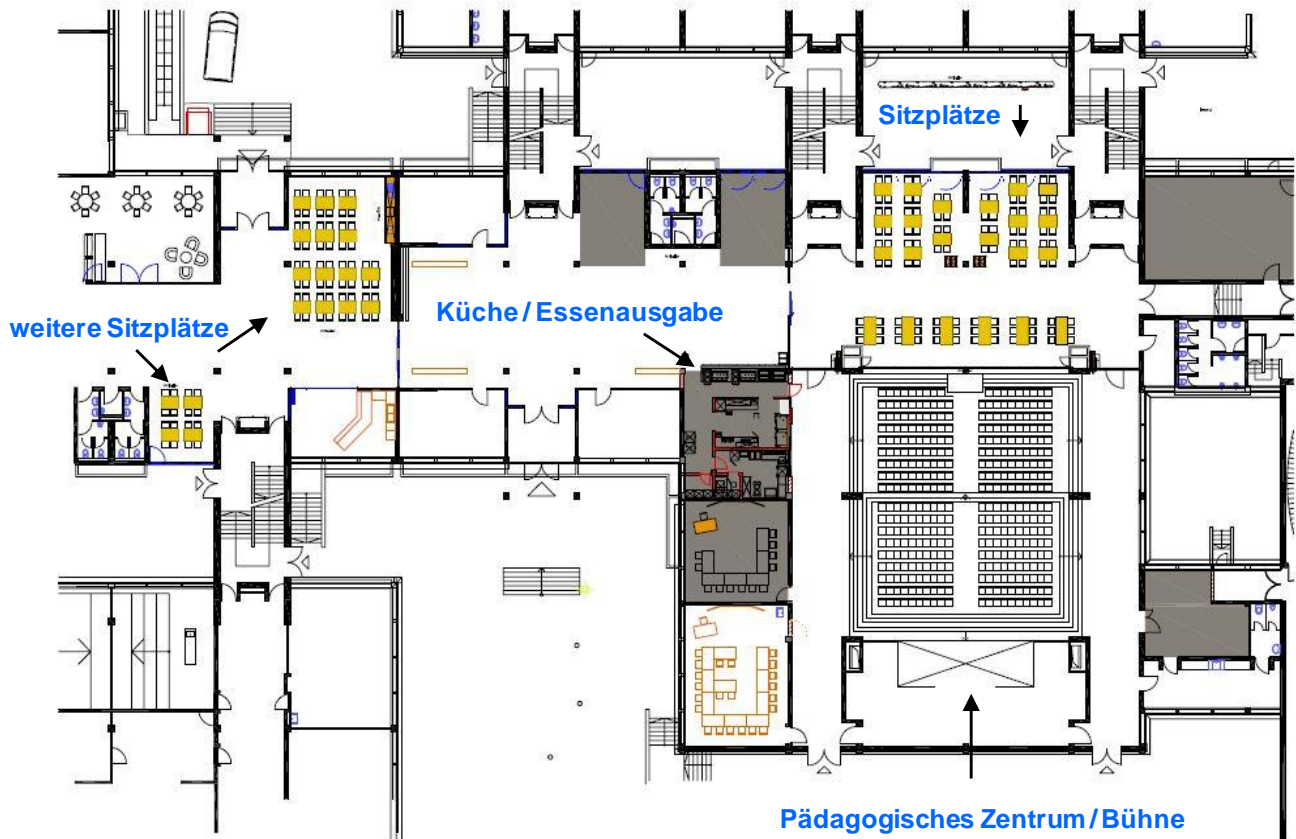 Sitzplätze
Küche / Essenausgabe
weitere Sitzplätze
Pädagogisches Zentrum / Bühne